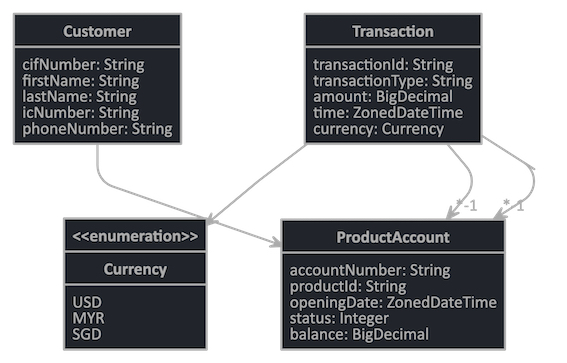 Customer
cifNumber: String
firstName: String
lastName: String
icNumber: String
phoneNumber: String
Transaction
transactionId: String
transactionType: String
amount: BigDecimal
time: ZonedDateTime
currency: Currency
*-1
*-1
<<enumeration>>
Currency
USD
MYR
SGD
ProductAccount
accountNumber: String
productId: String
openingDate: ZonedDateTime
status: Integer
balance: BigDecimal